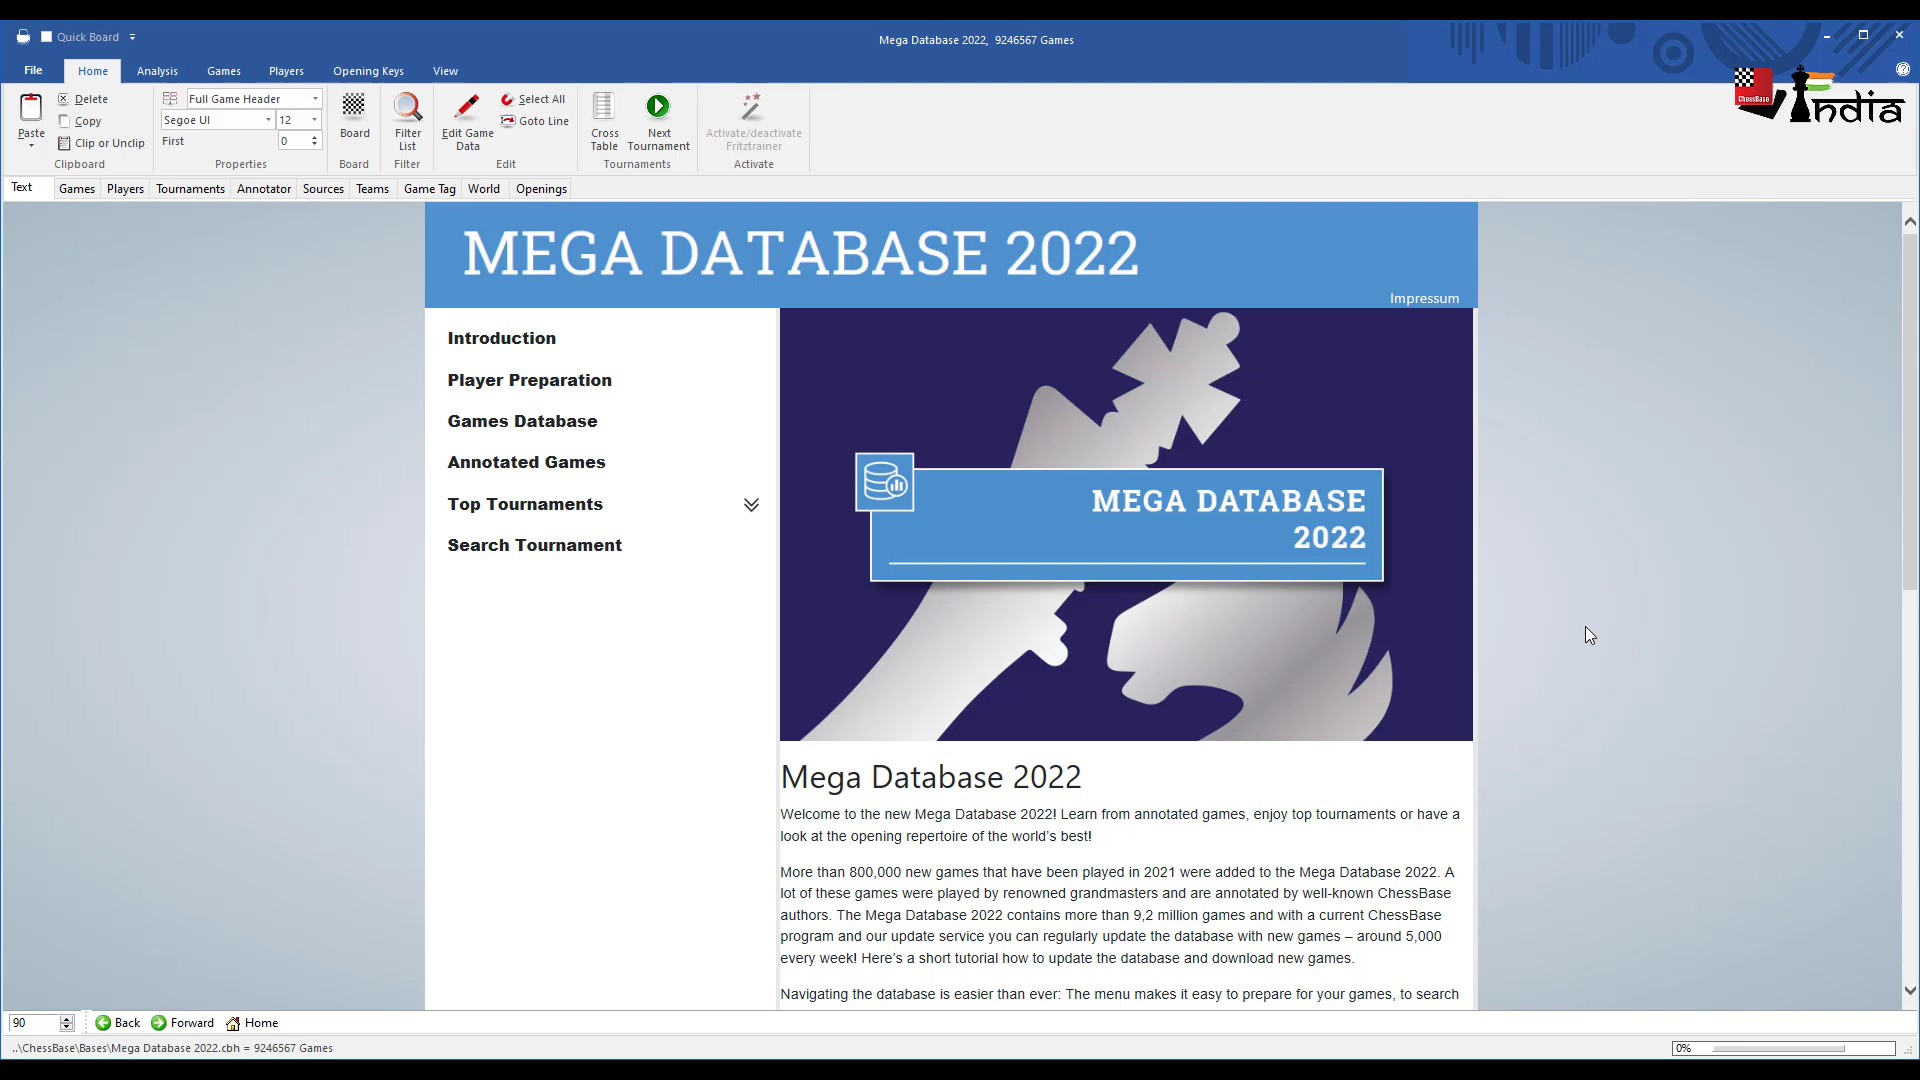 Quick Board
Mega Database 2022, 9246567 Games
File Home Analysis Games Players Opening Keys View
ChessBase
India
Paste
Delete
Copy
Clip or Unclip
Clipboard
Full Game Header
Segoe UI 12
First 0
Properties
Board
Board
Filter List
Filter
Edit Game Data
Select All
Goto Line
Edit
Cross Table
Next Tournament
Tournaments
Activate/deactivate Fritztrainer
Activate
Text Games Players Tournaments Annotator Sources Teams Game Tag World Openings
MEGA DATABASE 2022
Impressum
Introduction
Player Preparation
Games Database
Annotated Games
Top Tournaments
Search Tournament
MEGA DATABASE
2022
Mega Database 2022
Welcome to the new Mega Database 2022! Learn from annotated games, enjoy top tournaments or have a
look at the opening repertoire of the world's best!
More than 800,000 new games that have been played in 2021 were added to the Mega Database 2022. A
lot of these games were played by renowned grandmasters and are annotated by well-known ChessBase
authors. The Mega Database 2022 contains more than 9,2 million games and with a current ChessBase
program and our update service you can regularly update the database with new games – around 5,000
every week! Here's a short tutorial how to update the database and download new games.
Navigating the database is easier than ever: The menu makes it easy to prepare for your games, to search
90 Back Forward Home
..\ChessBase\Bases\Mega Database 2022.cbh = 9246567 Games
0%